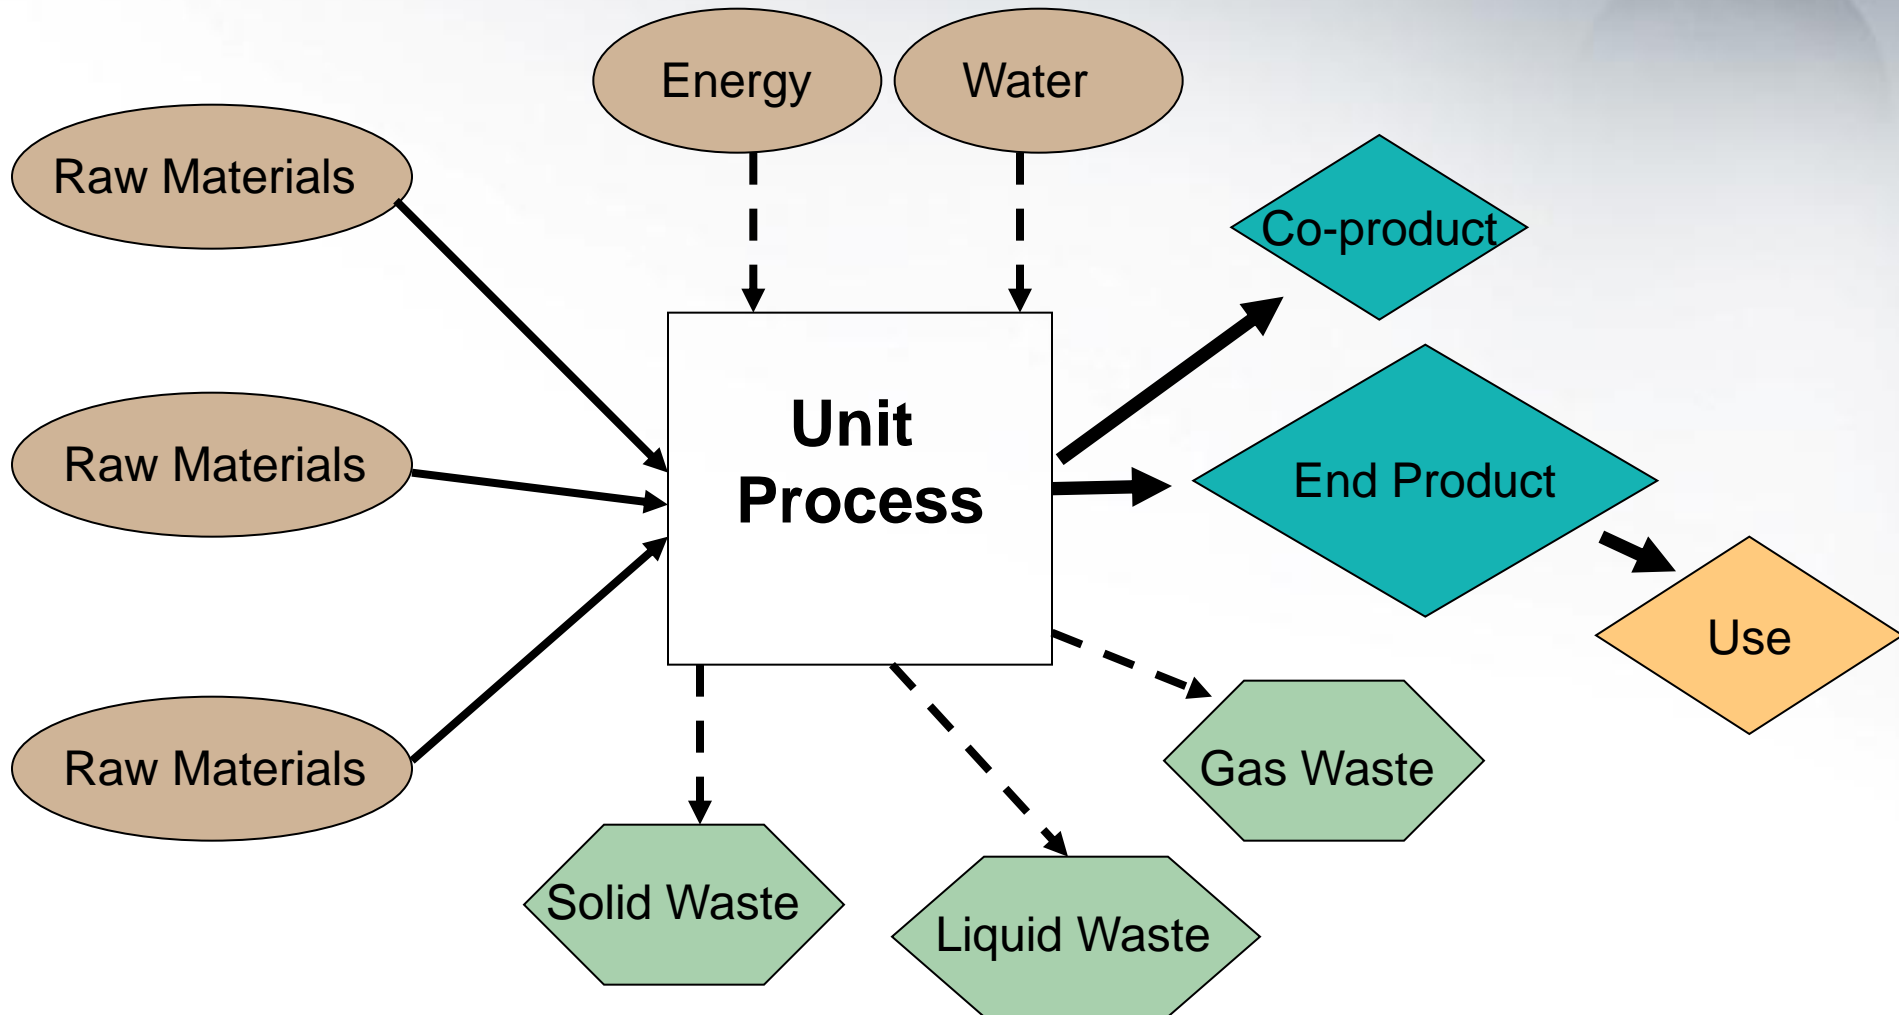 Energy
Water
Raw Materials
Co-product
Unit
Process
Raw Materials
End Product
Use
Raw Materials
Gas Waste
Solid Waste
Liquid Waste